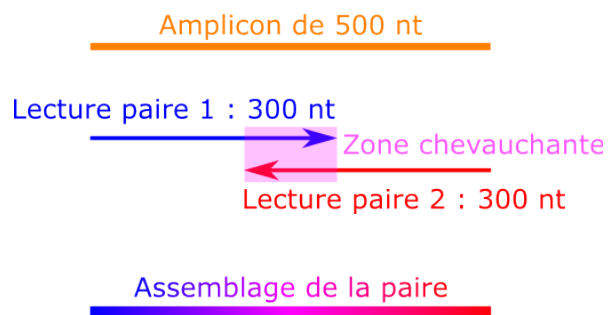 Amplicon de 500 nt
Lecture paire 1 : 300 nt
Zone chevauchante
Lecture paire 2 : 300 nt
Assemblage de la paire